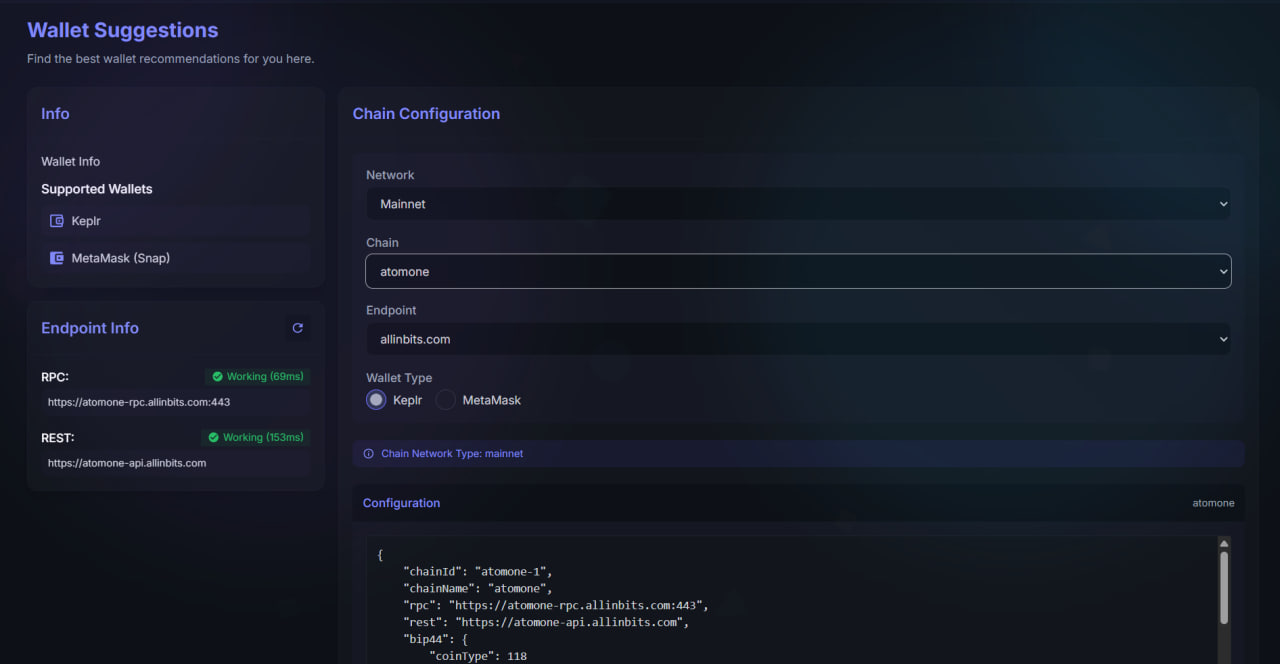 Wallet Suggestions
Find the best wallet recommendations for you here.
Info
Wallet Info
Supported Wallets
Keplr
MetaMask (Snap)
Endpoint Info
RPC:
Working (69ms)
https://atomone-rpc.allinbits.com:443
REST:
Working (153ms)
https://atomone-api.allinbits.com
Chain Configuration
Network
Mainnet
Chain
atomone
Endpoint
allinbits.com
Wallet Type
Keplr
MetaMask
Chain Network Type: mainnet
Configuration
atomone
{
"chainId": "atomone-1",
"chainName": "atomone",
"rpc": "https://atomone-rpc.allinbits.com:443",
"rest": "https://atomone-api.allinbits.com",
"bip44": {
"coinType": 118